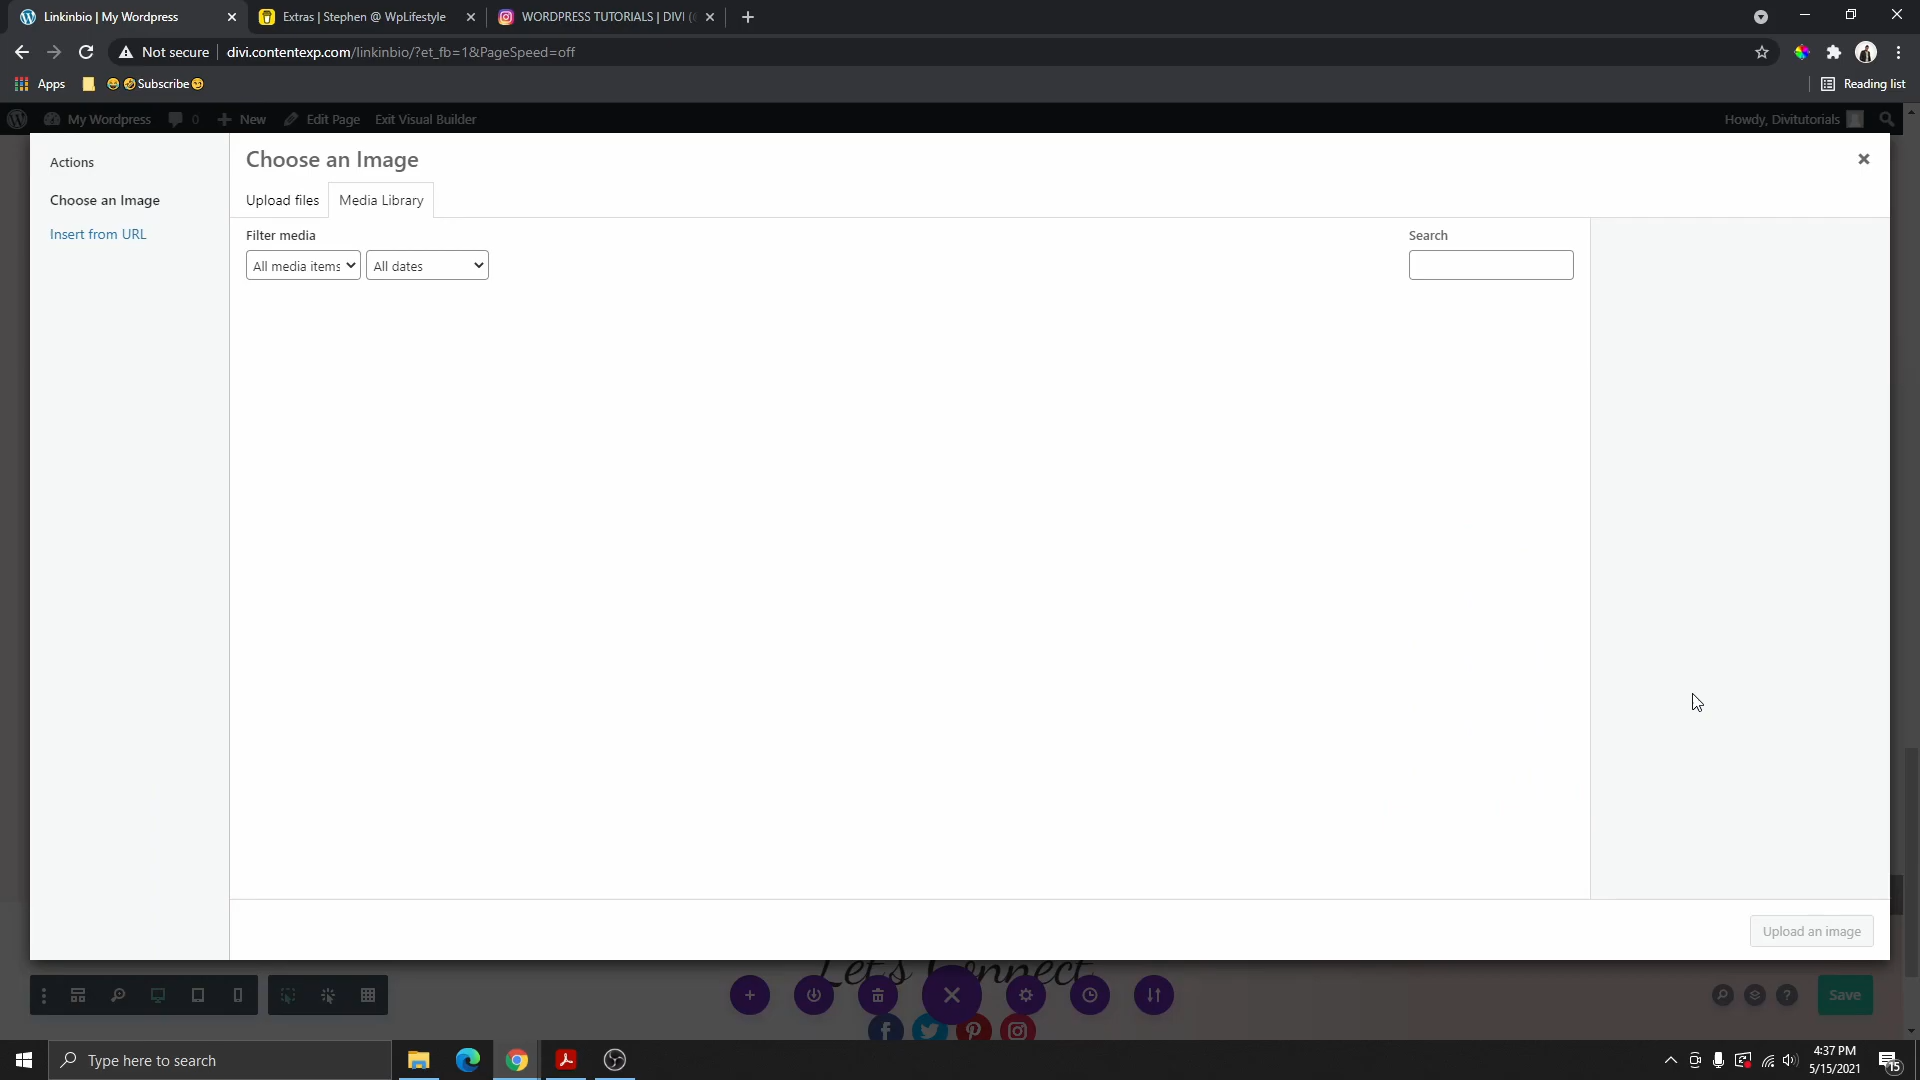 Linkinbio | My Wordpress
Extras | Stephen @ WpLifestyle
WORDPRESS TUTORIALS | DIVI (
Not secure
divi.contentexp.com/linkinbio/?et_fb=1&PageSpeed=off
Apps
😄 🤣Subscribe😏
Reading list
My Wordpress
0
New
Edit Page
Exit Visual Builder
Howdy, Divitutorials
Actions
Choose an Image
Insert from URL
Choose an Image
Upload files
Media Library
Filter media
All media items
All dates
Search
Upload an image
Let's Connect
Save
Type here to search
4:37 PM
5/15/2021
15